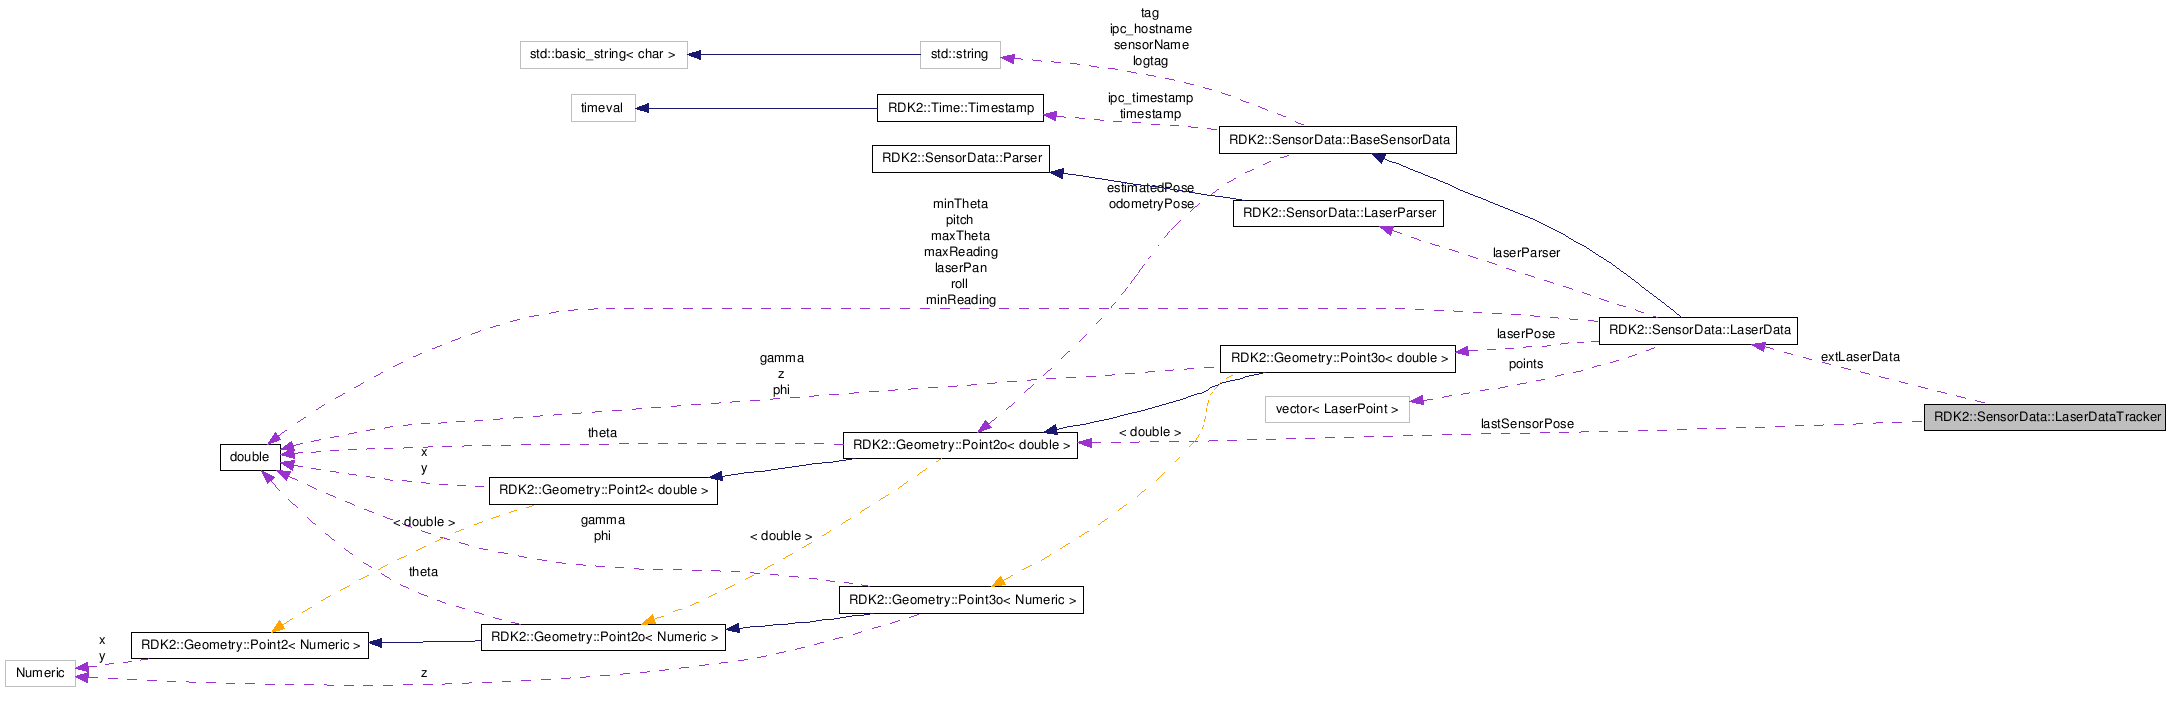 tag
ipc_hostname
sensorName
logtag
std::basic_string< char >
std::string
ipc_timestamp
timestamp
timeval
RDK2::Time::Timestamp
RDK2::SensorData::BaseSensorData
RDK2::SensorData::Parser
estimatedPose
odometryPose
RDK2::SensorData::LaserParser
minTheta
pitch
maxTheta
maxReading
laserPan
roll
minReading
laserParser
RDK2::SensorData::LaserData
laserPose
RDK2::Geometry::Point3o< double >
extLaserData
points
gamma
z
phi
vector< LaserPoint >
RDK2::SensorData::LaserDataTracker
lastSensorPose
< double >
theta
RDK2::Geometry::Point2o< double >
double
x
y
RDK2::Geometry::Point2< double >
< double >
gamma
phi
< double >
theta
RDK2::Geometry::Point3o< Numeric >
RDK2::Geometry::Point2o< Numeric >
x
y
RDK2::Geometry::Point2< Numeric >
Numeric
z